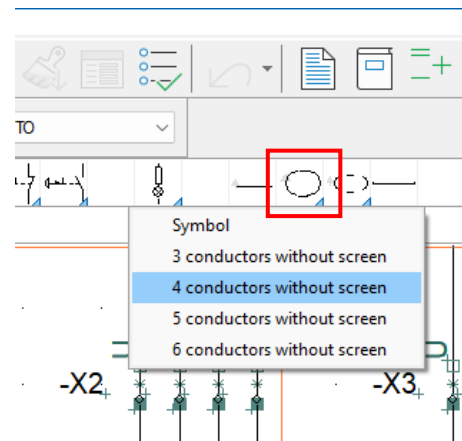 TO
Symbol
3 conductors without screen
4 conductors without screen
5 conductors without screen
6 conductors without screen
-X2
-X3